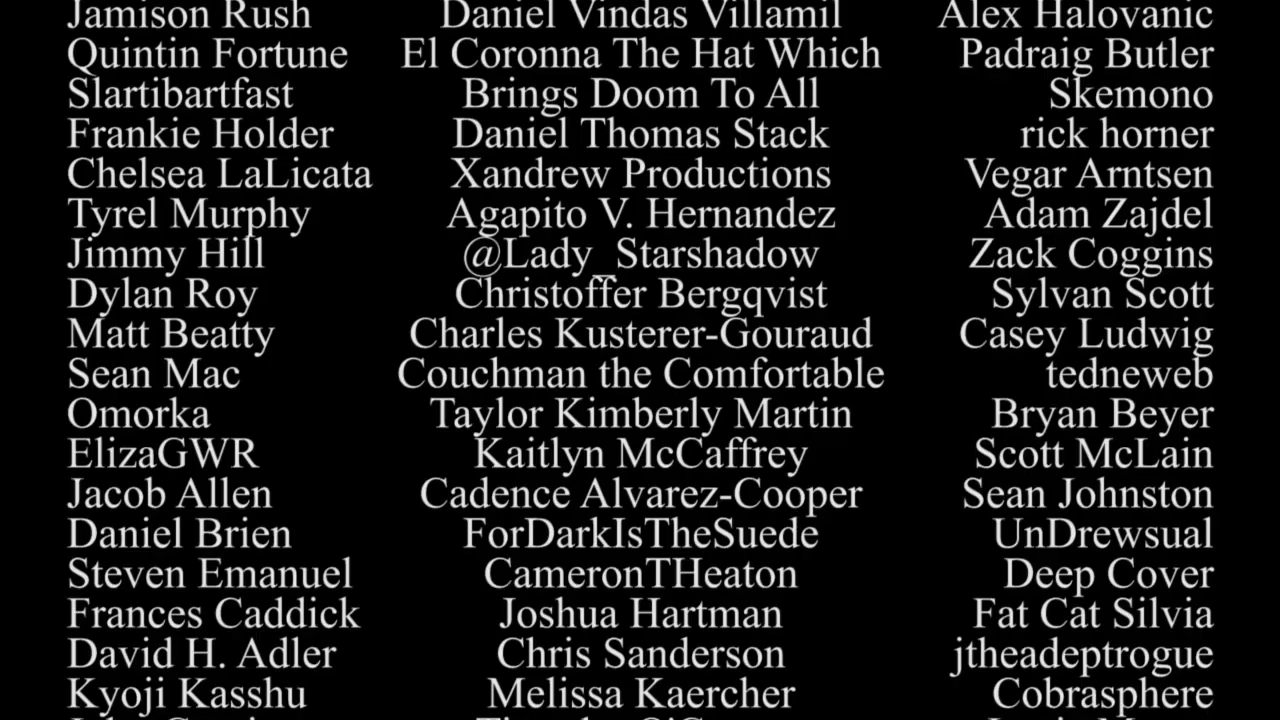 Jamison Rush
Quintin Fortune
Slartibartfast
Frankie Holder
Chelsea LaLicata
Tyrel Murphy
Jimmy Hill
Dylan Roy
Matt Beatty
Sean Mac
Omorka
ElizaGWR
Jacob Allen
Daniel Brien
Steven Emanuel
Frances Caddick
David H. Adler
Kyoji Kasshu
Daniel Vindas Villamil
El Coronna The Hat Which
Brings Doom To All
Daniel Thomas Stack
Xandrew Productions
Agapito V. Hernandez
@Lady_Starshadow
Christoffer Bergqvist
Charles Kusterer-Gouraud
Couchman the Comfortable
Taylor Kimberly Martin
Kaitlyn McCaffrey
Cadence Alvarez-Cooper
ForDarkIsTheSuede
CameronTHeaton
Joshua Hartman
Chris Sanderson
Melissa Kaercher
Alex Halovanic
Padraig Butler
Skemono
rick horner
Vegar Arntsen
Adam Zajdel
Zack Coggins
Sylvan Scott
Casey Ludwig
tedneweb
Bryan Beyer
Scott McLain
Sean Johnston
UnDrewsual
Deep Cover
Fat Cat Silvia
jtheadeptrogue
Cobrasphere